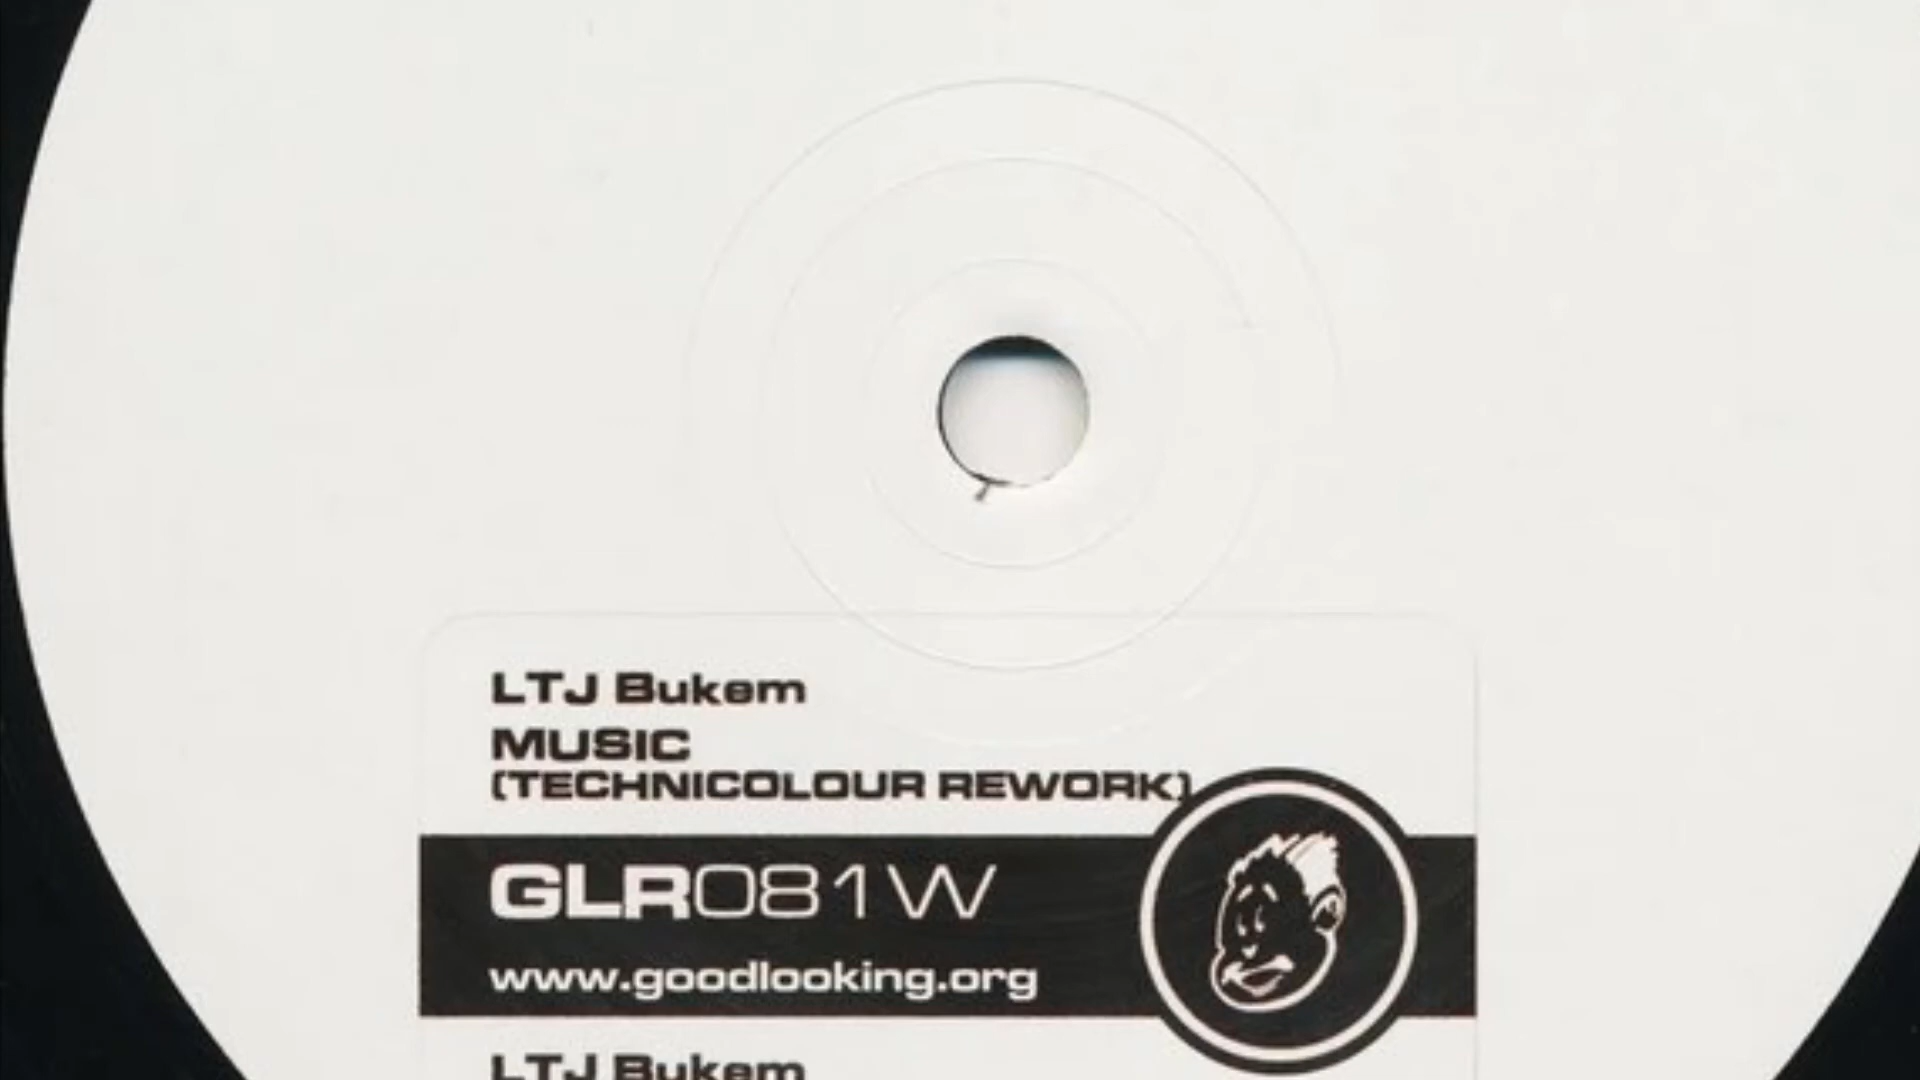 LTJ Bukem
MUSIC
(TECHNICOLOUR REWORK)
GLR081W
www.goodlooking.org
LTJ Bukem